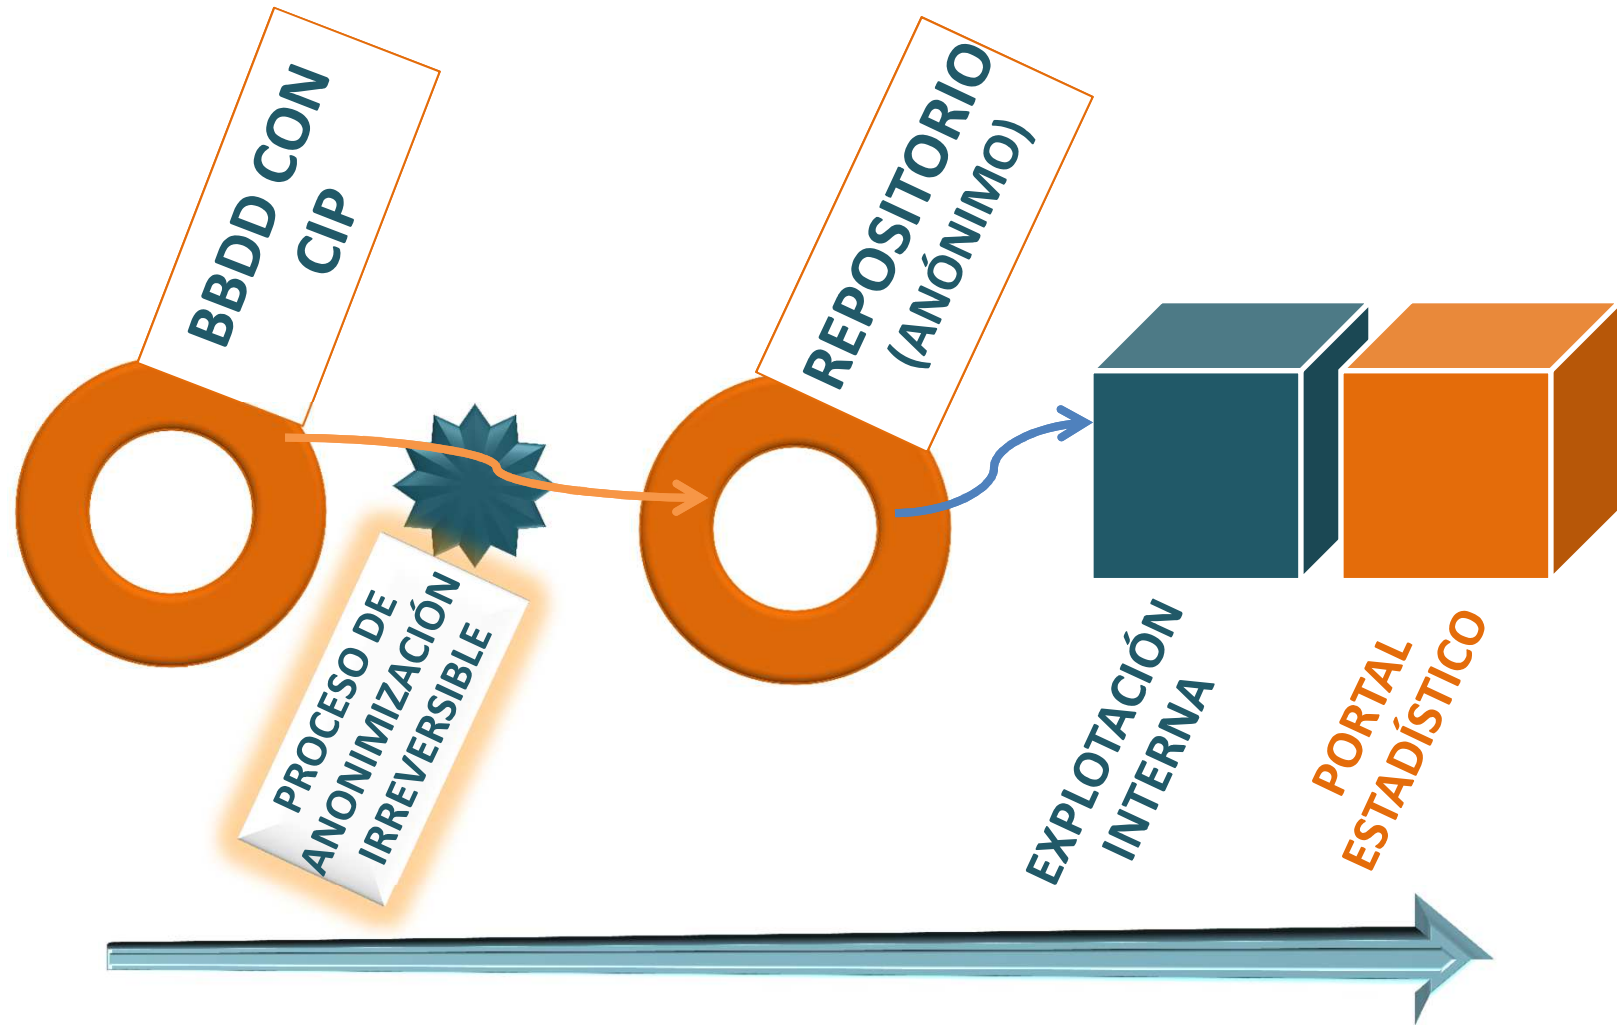 BBDD CON
CIP
PROCESO DE
ANONIMIZACIÓN
IRREVERSIBLE
REPOSITORIO
(ANÓNIMO)
EXPLOTACIÓN
INTERNA
PORTAL
ESTADÍSTICO